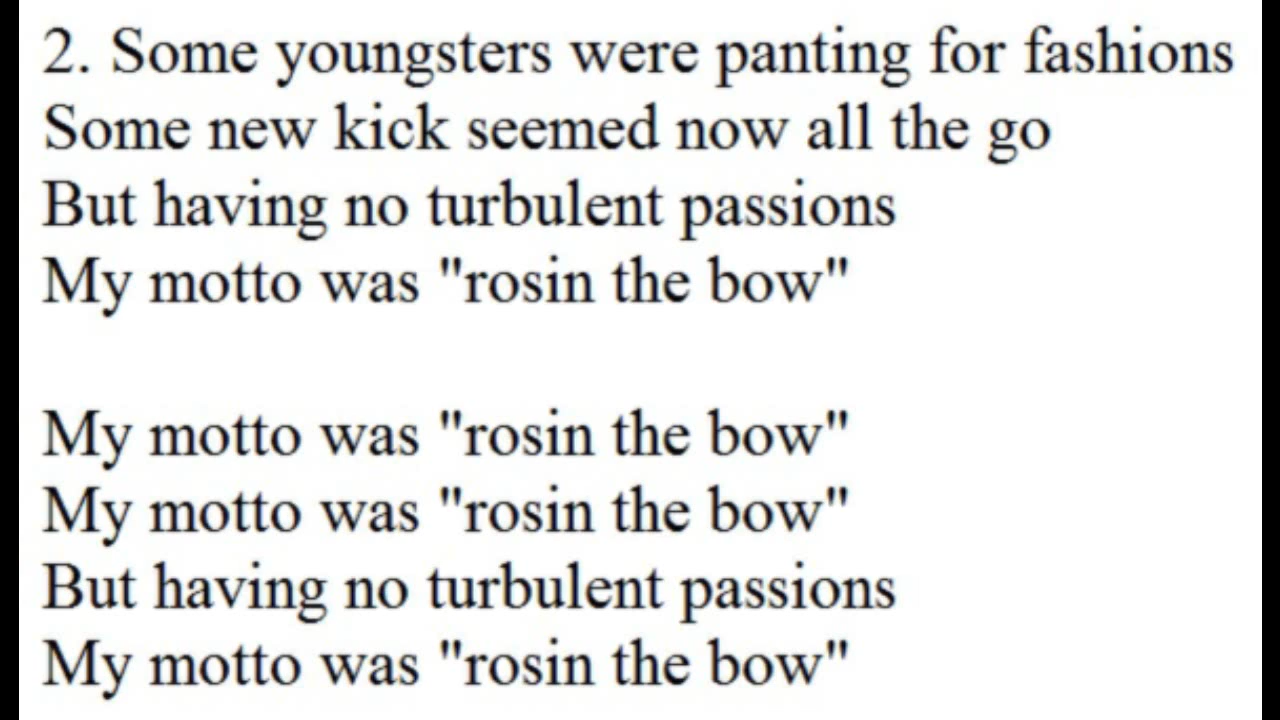 2. Some youngsters were panting for fashions
Some new kick seemed now all the go
But having no turbulent passions
My motto was "rosin the bow"
My motto was "rosin the bow"
My motto was "rosin the bow"
But having no turbulent passions
My motto was "rosin the bow"